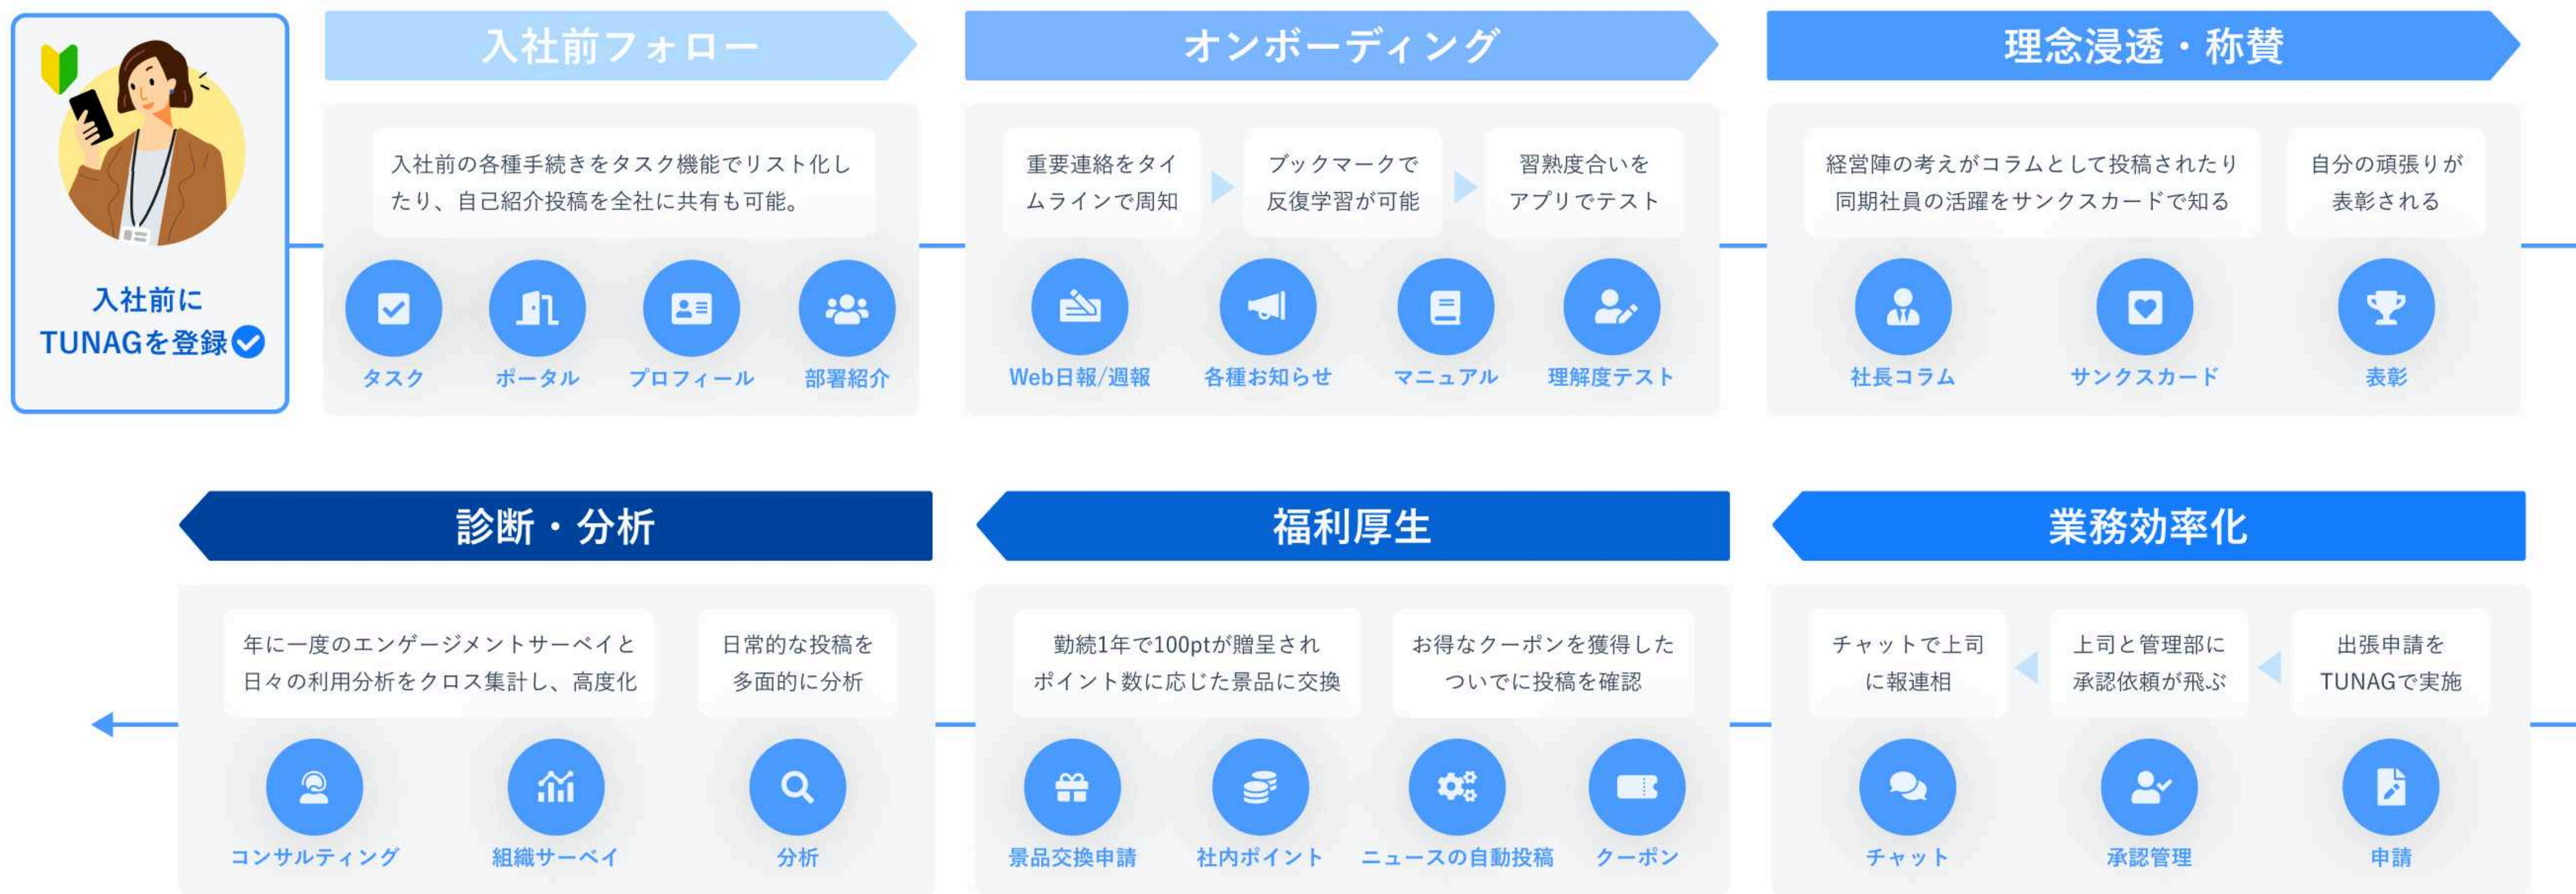 入社前に
TUNAGを登録
入社前フォロー
入社前の各種手続きをタスク機能でリスト化し
たり、自己紹介投稿を全社に共有も可能。
タスク
ポータル
プロフィール
部署紹介
オンボーディング
重要連絡をタイ
ムラインで周知
ブックマークで
反復学習が可能
習熟度合いを
アプリでテスト
Web日報/週報
各種お知らせ
マニュアル
理解度テスト
理念浸透・称賛
経営陣の考えがコラムとして投稿されたり
同期社員の活躍をサンクスカードで知る
自分の頑張りが
表彰される
社長コラム
サンクスカード
表彰
業務効率化
出張申請を
TUNAGで実施
上司と管理部に
承認依頼が飛ぶ
チャットで上司
に報連相
申請
承認管理
チャット
福利厚生
勤続1年で100ptが贈呈され
ポイント数に応じた景品に交換
お得なクーポンを獲得した
ついでに投稿を確認
景品交換申請
社内ポイント
ニュースの自動投稿
クーポン
診断・分析
年に一度のエンゲージメントサーベイと
日々の利用分析をクロス集計し、高度化
日常的な投稿を
多面的に分析
コンサルティング
組織サーベイ
分析